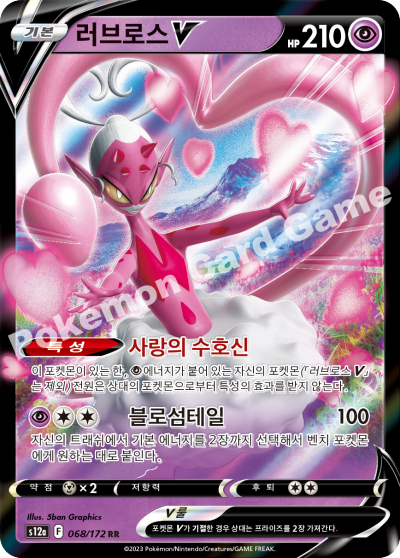 기본 러브로스 V HP 210
Pokémon Card Game
특성 사랑의 수호신
이 포켓몬이 있는 한, 에너지가 붙어 있는 자신의 포켓몬(「러브로스 V」
는 제외) 전원은 상대의 포켓몬으로부터 특성의 효과를 받지 않는다.
블로섬테일 100
자신의 트래쉬에서 기본 에너지를 2장까지 선택해서 벤치 포켓몬
에게 원하는 대로 붙인다.
약점 ×2 저항력 후퇴
Illus. 5ban Graphics
V 룰
s12a F 068/172 RR
포켓몬 V가 기절한 경우 상대는 프라이즈를 2장 가져간다.
©2023 Pokémon/Nintendo/Creatures/GAME FREAK.